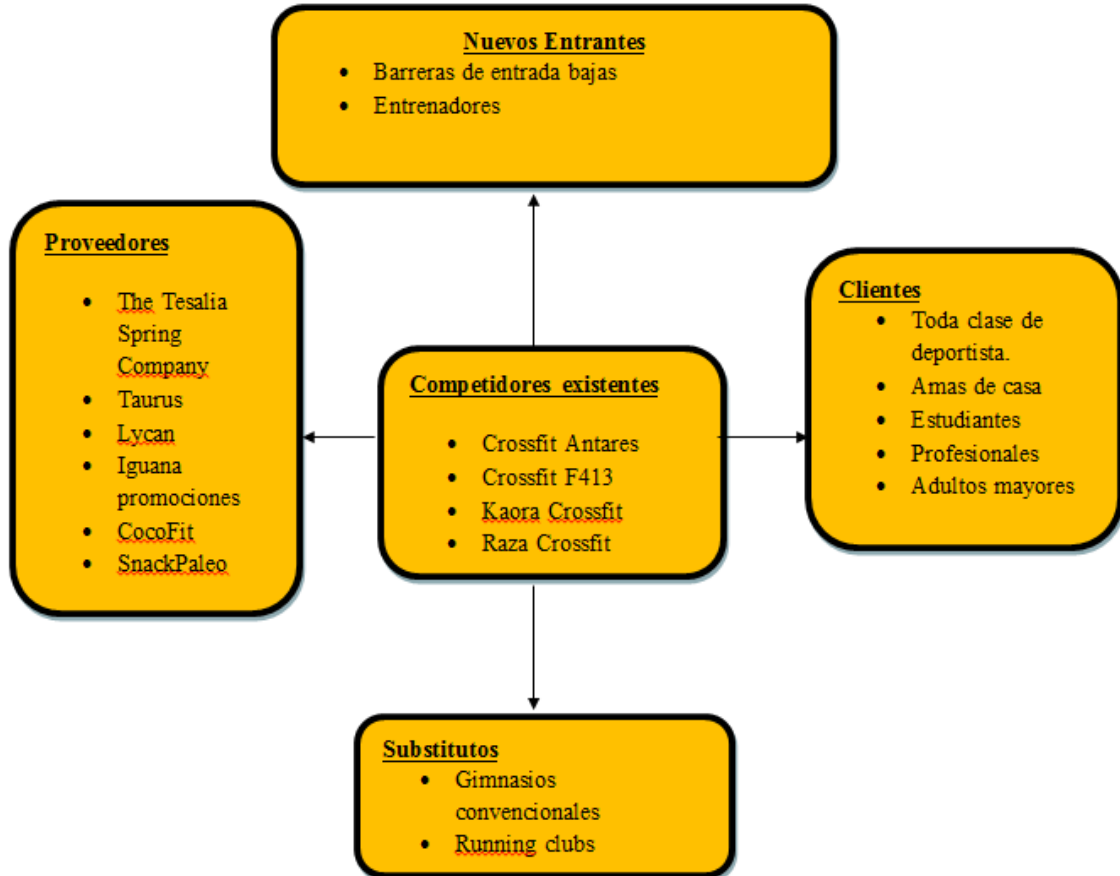 Nuevos Entrantes
• Barreras de entrada bajas
• Entrenadores
Proveedores
• The Tesalia
Spring
Company
• Taurus
• Lycan
• Iguana
promociones
• CocoFit
• SnackPaleo
Competidores existentes
• Crossfit Antares
• Crossfit F413
• Kaora Crossfit
• Raza Crossfit
Clientes
• Toda clase de
deportista.
• Amas de casa
• Estudiantes
• Profesionales
• Adultos mayores
Substitutos
• Gimnasios
convencionales
• Running clubs